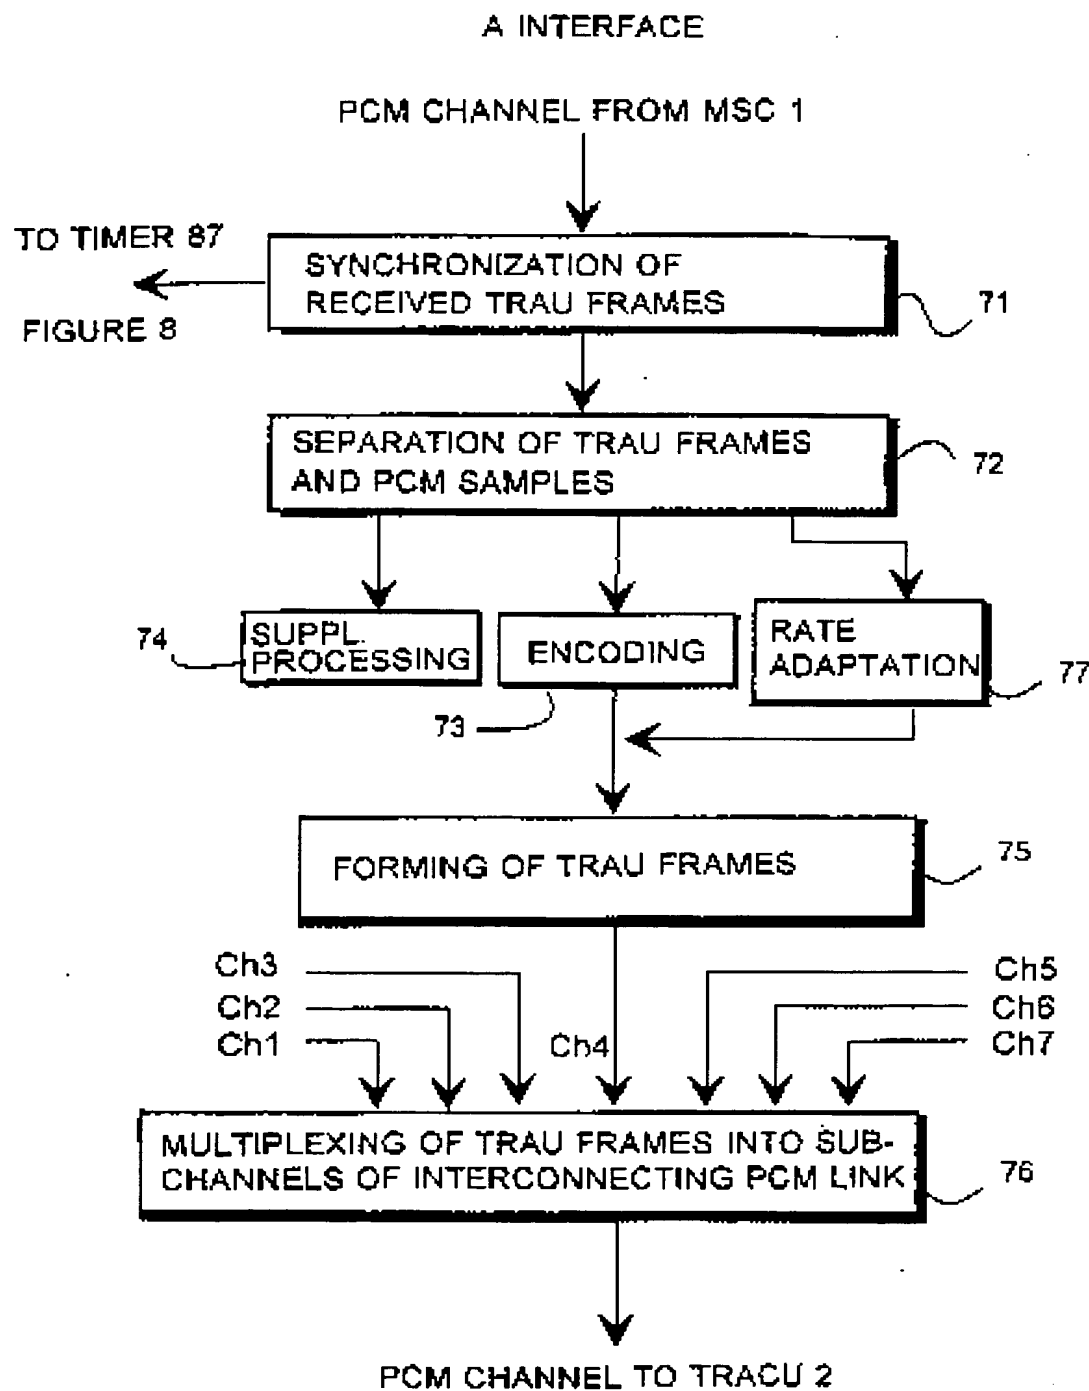 A INTERFACE
PCM CHANNEL FROM MSC 1
TO TIMER 87
FIGURE 8
SYNCHRONIZATION OF
RECEIVED TRAU FRAMES
71
SEPARATION OF TRAU FRAMES
AND PCM SAMPLES
72
74
SUPPL.
PROCESSING
ENCODING
73
RATE
ADAPTATION
77
FORMING OF TRAU FRAMES
75
Ch3
Ch2
Ch1
Ch4
Ch5
Ch6
Ch7
MULTIPLEXING OF TRAU FRAMES INTO SUB-
CHANNELS OF INTERCONNECTING PCM LINK
76
PCM CHANNEL TO TRACU 2